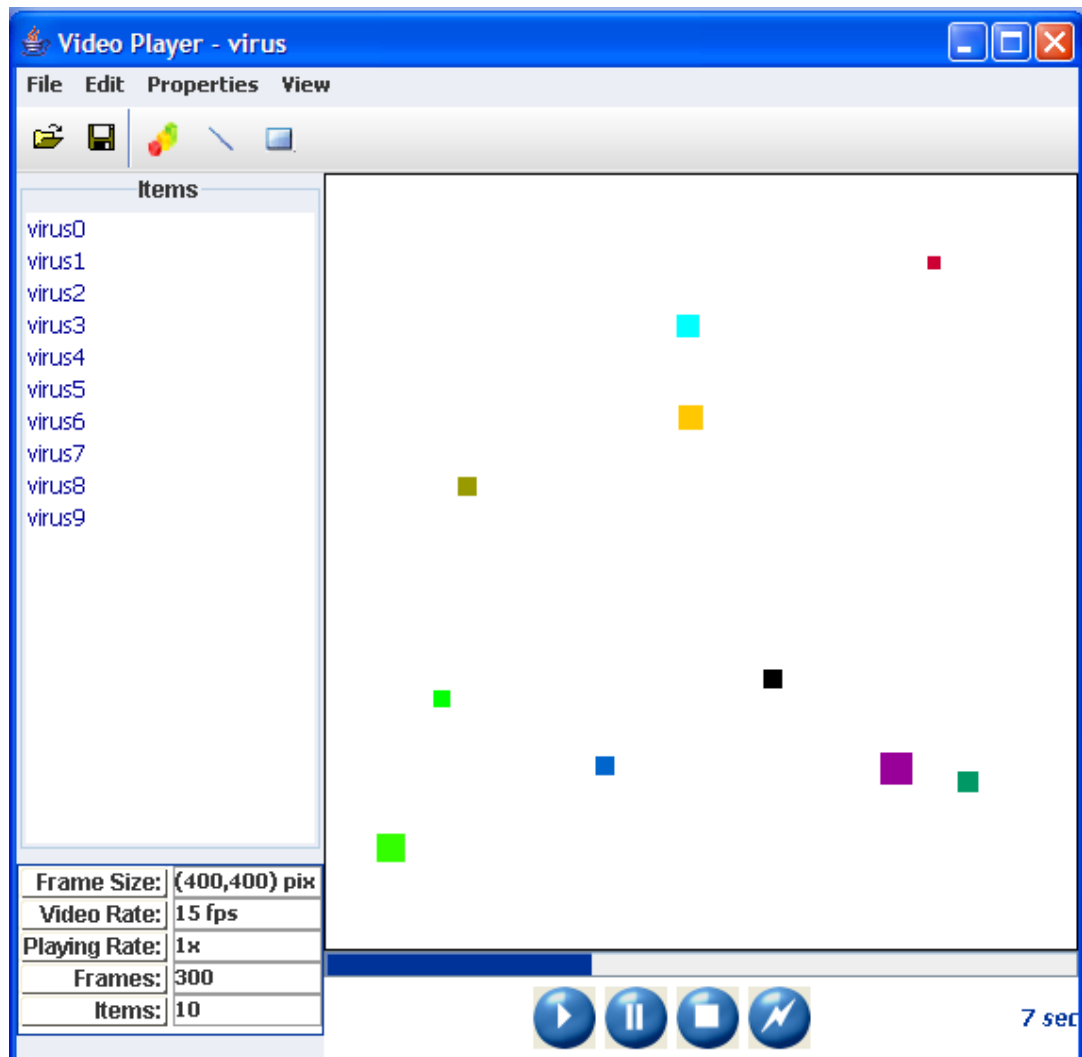 Video Player - virus
File Edit Properties View
Items
virus0
virus1
virus2
virus3
virus4
virus5
virus6
virus7
virus8
virus9
Frame Size: (400,400) pix
Video Rate: 15 fps
Playing Rate: 1x
Frames: 300
Items: 10
7 sec